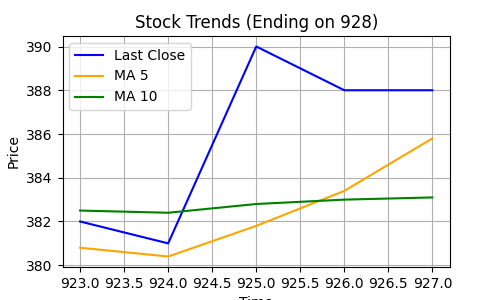 Stock Trends (Ending on 928)
Last Close
MA 5
MA 10
Price
390
388
386
384
382
380
923.0 923.5 924.0 924.5 925.0 925.5 926.0 926.5 927.0
Time